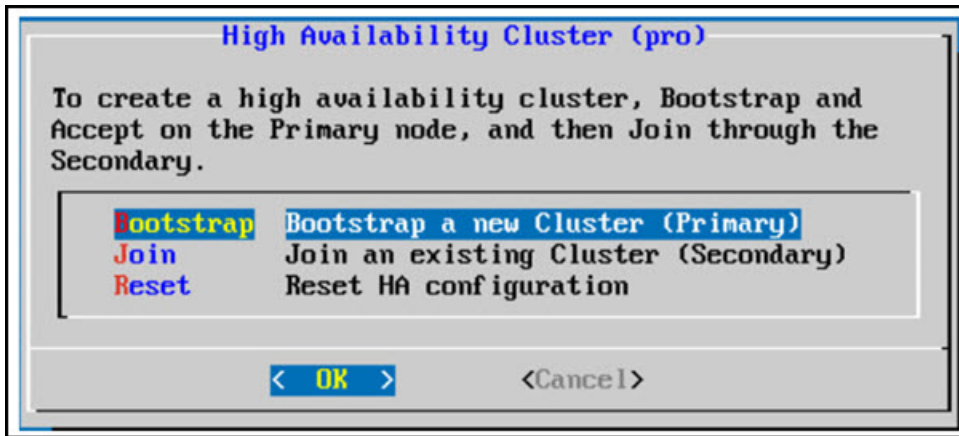 High Availability Cluster (pro)
To create a high availability cluster, Bootstrap and
Accept on the Primary node, and then Join through the
Secondary.
Bootstrap Bootstrap a new Cluster (Primary)
Join Join an existing Cluster (Secondary)
Reset Reset HA configuration
< OK > <Cancel>